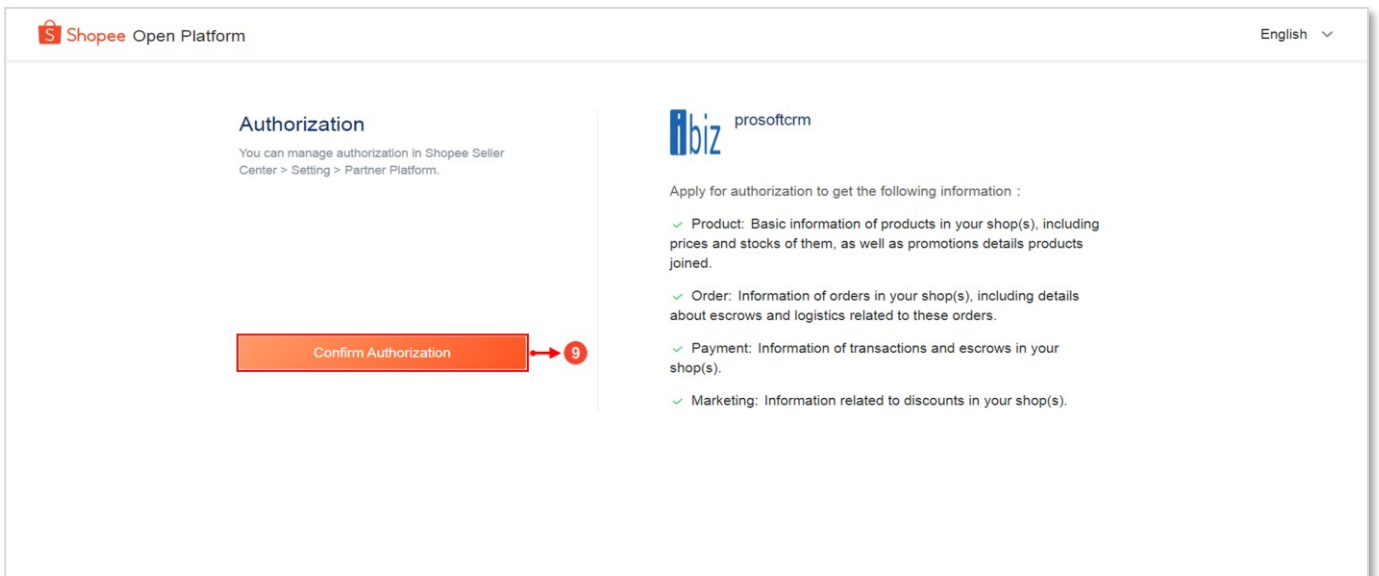 Shopee Open Platform
English
Authorization
You can manage authorization in Shopee Seller
Center > Setting > Partner Platform.
Confirm Authorization
9
ibiz
prosoftcrm
Apply for authorization to get the following information :
Product: Basic information of products in your shop(s), including
prices and stocks of them, as well as promotions details products
joined.
Order: Information of orders in your shop(s), including details
about escrows and logistics related to these orders.
Payment: Information of transactions and escrows in your
shop(s).
Marketing: Information related to discounts in your shop(s).